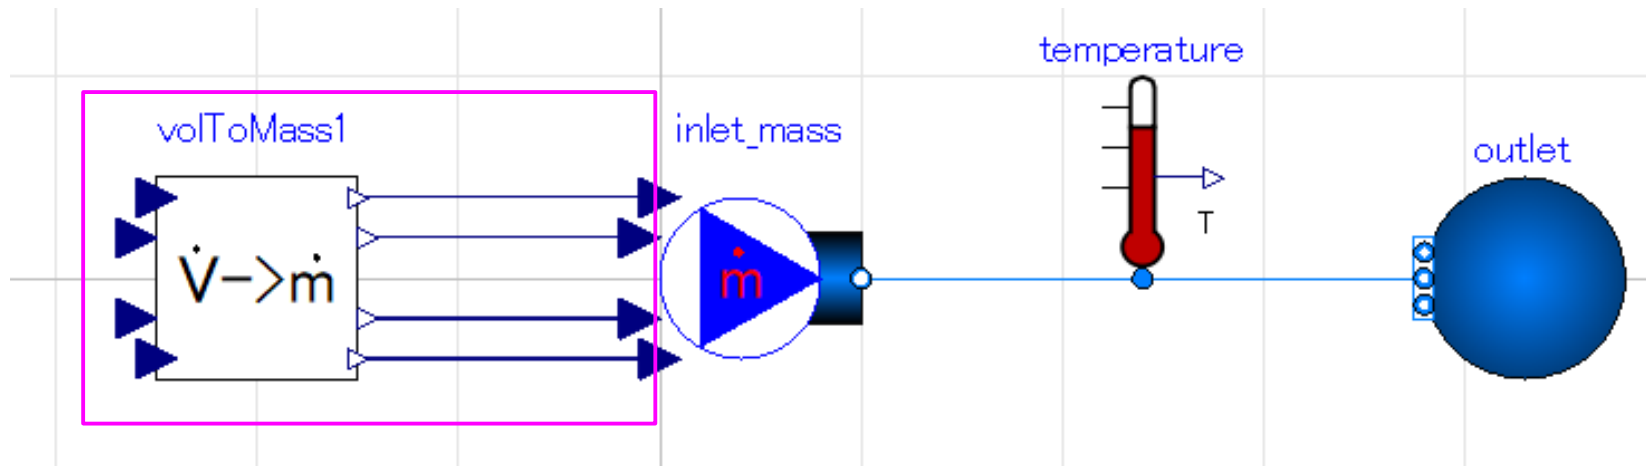 temperature
volToMass1
inlet_mass
outlet
T
V̇->ṁ
ṁ